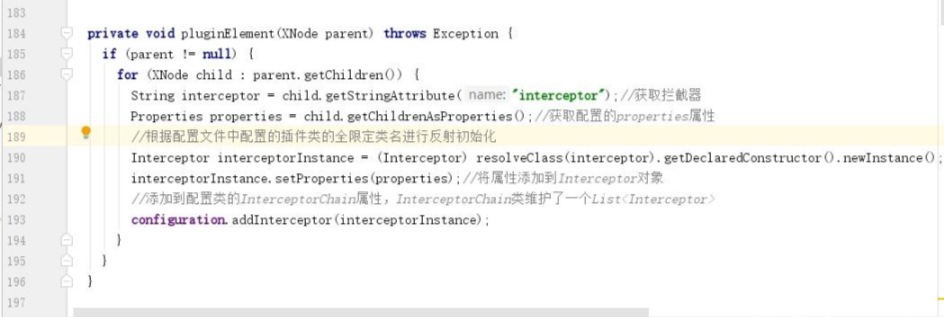 183
184 private void pluginElement(XNode parent) throws Exception {
185 if (parent != null) {
186 for (XNode child : parent.getChildren()) {
187 String interceptor = child.getStringAttribute( name: "interceptor");//获取拦截器
188 Properties properties = child.getChildrenAsProperties();//获取配置的properties属性
189 //根据配置文件中配置的插件类的全限定类名进行反射初始化
190 Interceptor interceptorInstance = (Interceptor) resolveClass(interceptor).getDeclaredConstructor().newInstance();
191 interceptorInstance.setProperties(properties);//将属性添加到Interceptor对象
192 //添加到配置类的InterceptorChain属性，InterceptorChain类维护了一个List<Interceptor>
193 configuration.addInterceptor(interceptorInstance);
194 }
195 }
196 }
197